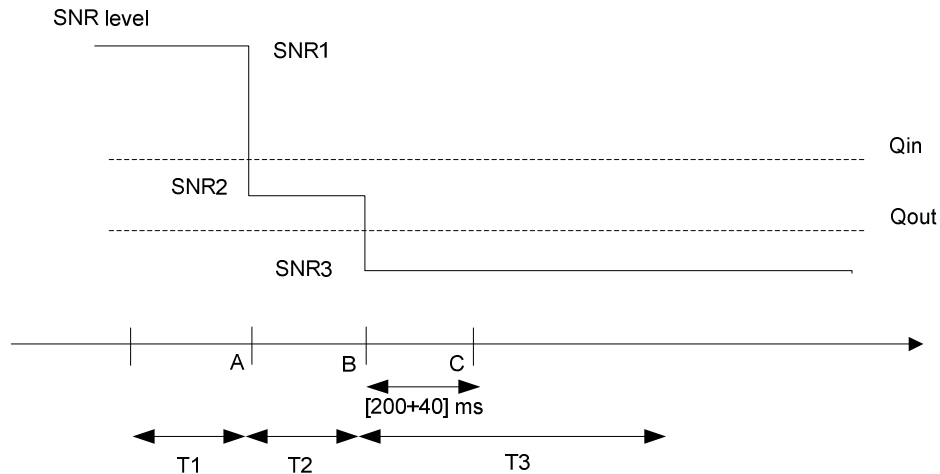 SNR level
SNR1
Qin
SNR2
Qout
SNR3
A
B
C
[200+40] ms
T1
T2
T3